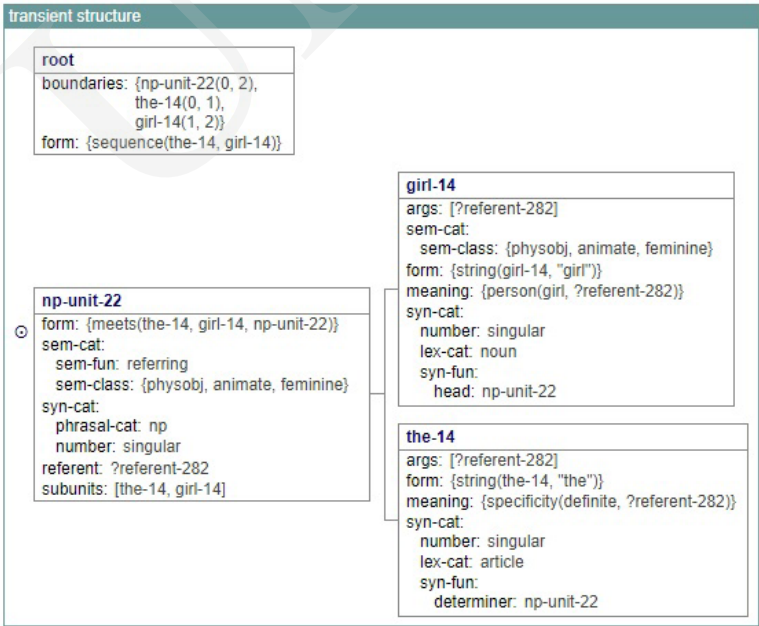 transient structure
root
boundaries: {np-unit-22(0, 2),
the-14(0, 1),
girl-14(1, 2)}
form: {sequence(the-14, girl-14)}
girl-14
args: [?referent-282]
sem-cat:
sem-class: {physobj, animate, feminine}
form: {string(girl-14, "girl")}
meaning: {person(girl, ?referent-282)}
syn-cat:
number: singular
lex-cat: noun
syn-fun:
head: np-unit-22
np-unit-22
form: {meets(the-14, girl-14, np-unit-22)}
sem-cat:
sem-fun: referring
sem-class: {physobj, animate, feminine}
syn-cat:
phrasal-cat: np
number: singular
referent: ?referent-282
subunits: [the-14, girl-14]
the-14
args: [?referent-282]
form: {string(the-14, "the")}
meaning: {specificity(definite, ?referent-282)}
syn-cat:
number: singular
lex-cat: article
syn-fun:
determiner: np-unit-22